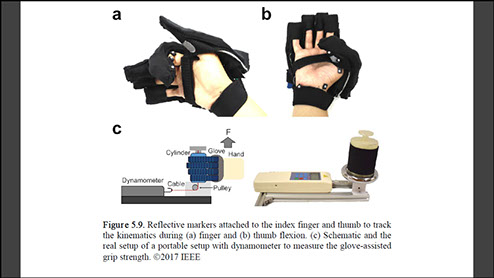 a
b
c
F
Cylinder
Glove
Hand
Dynamometer
Cable
Pulley
Figure 5.9. Reflective markers attached to the index finger and thumb to track
the kinematics during (a) finger and (b) thumb flexion. (c) Schematic and the
real setup of a portable setup with dynamometer to measure the glove-assisted
grip strength. ©2017 IEEE